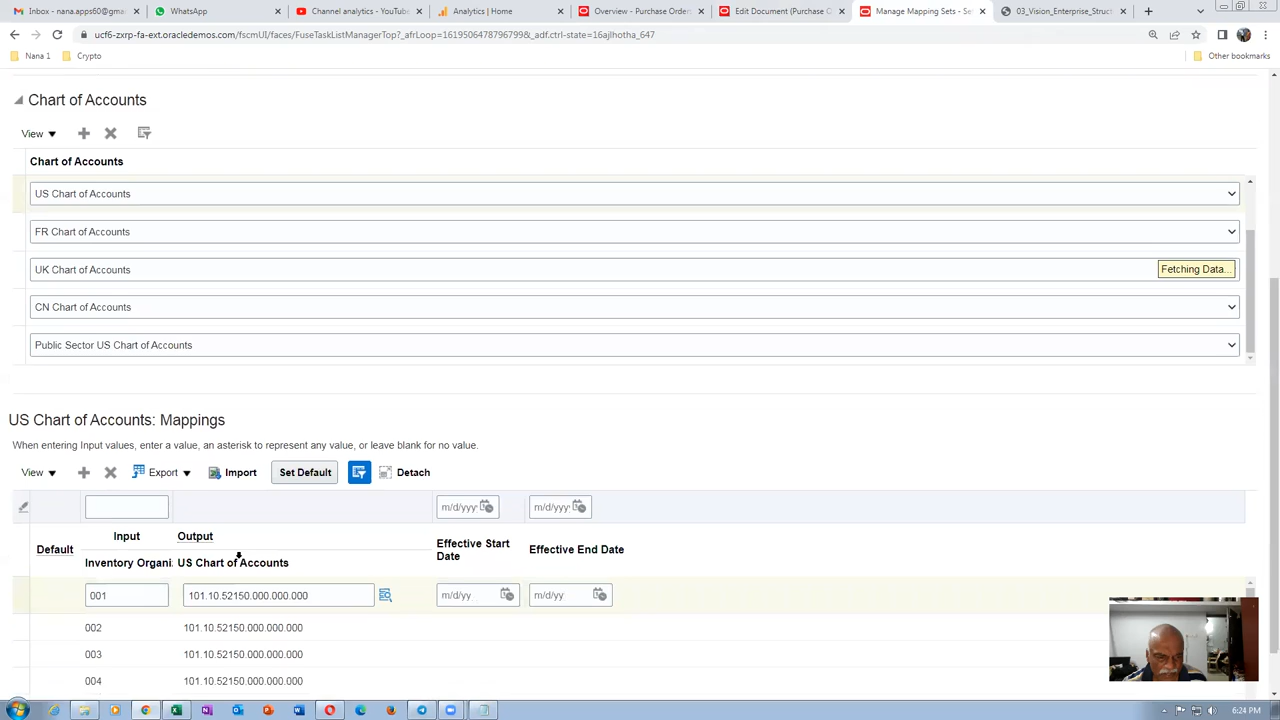 Inbox - nana.apps60@gmai
WhatsApp
Channel analytics - YouTube
Analytics | Home
Overview - Purchase Orders
Edit Document (Purchase O
Manage Mapping Sets - Set
03_Vision_Enterprise_Struct
ucf6-zxrp-fa-ext.oracledemos.com/fscmUI/faces/FuseTaskListManagerTop?_afrLoop=16195064787967998&_adf.ctrl-state=16ajlhotha_647
Nana 1
Crypto
Other bookmarks
Chart of Accounts
View
Chart of Accounts
US Chart of Accounts
FR Chart of Accounts
UK Chart of Accounts
Fetching Data...
CN Chart of Accounts
Public Sector US Chart of Accounts
US Chart of Accounts: Mappings
When entering Input values, enter a value, an asterisk to represent any value, or leave blank for no value.
View Export Import Set Default Detach
m/d/yyy m/d/yyy
Input Output
Default Effective Start Date Effective End Date
Inventory Organi: US Chart of Accounts
001 101.10.52150.000.000.000 m/d/yy m/d/yy
002 101.10.52150.000.000.000
003 101.10.52150.000.000.000
004 101.10.52150.000.000.000
6:24 PM